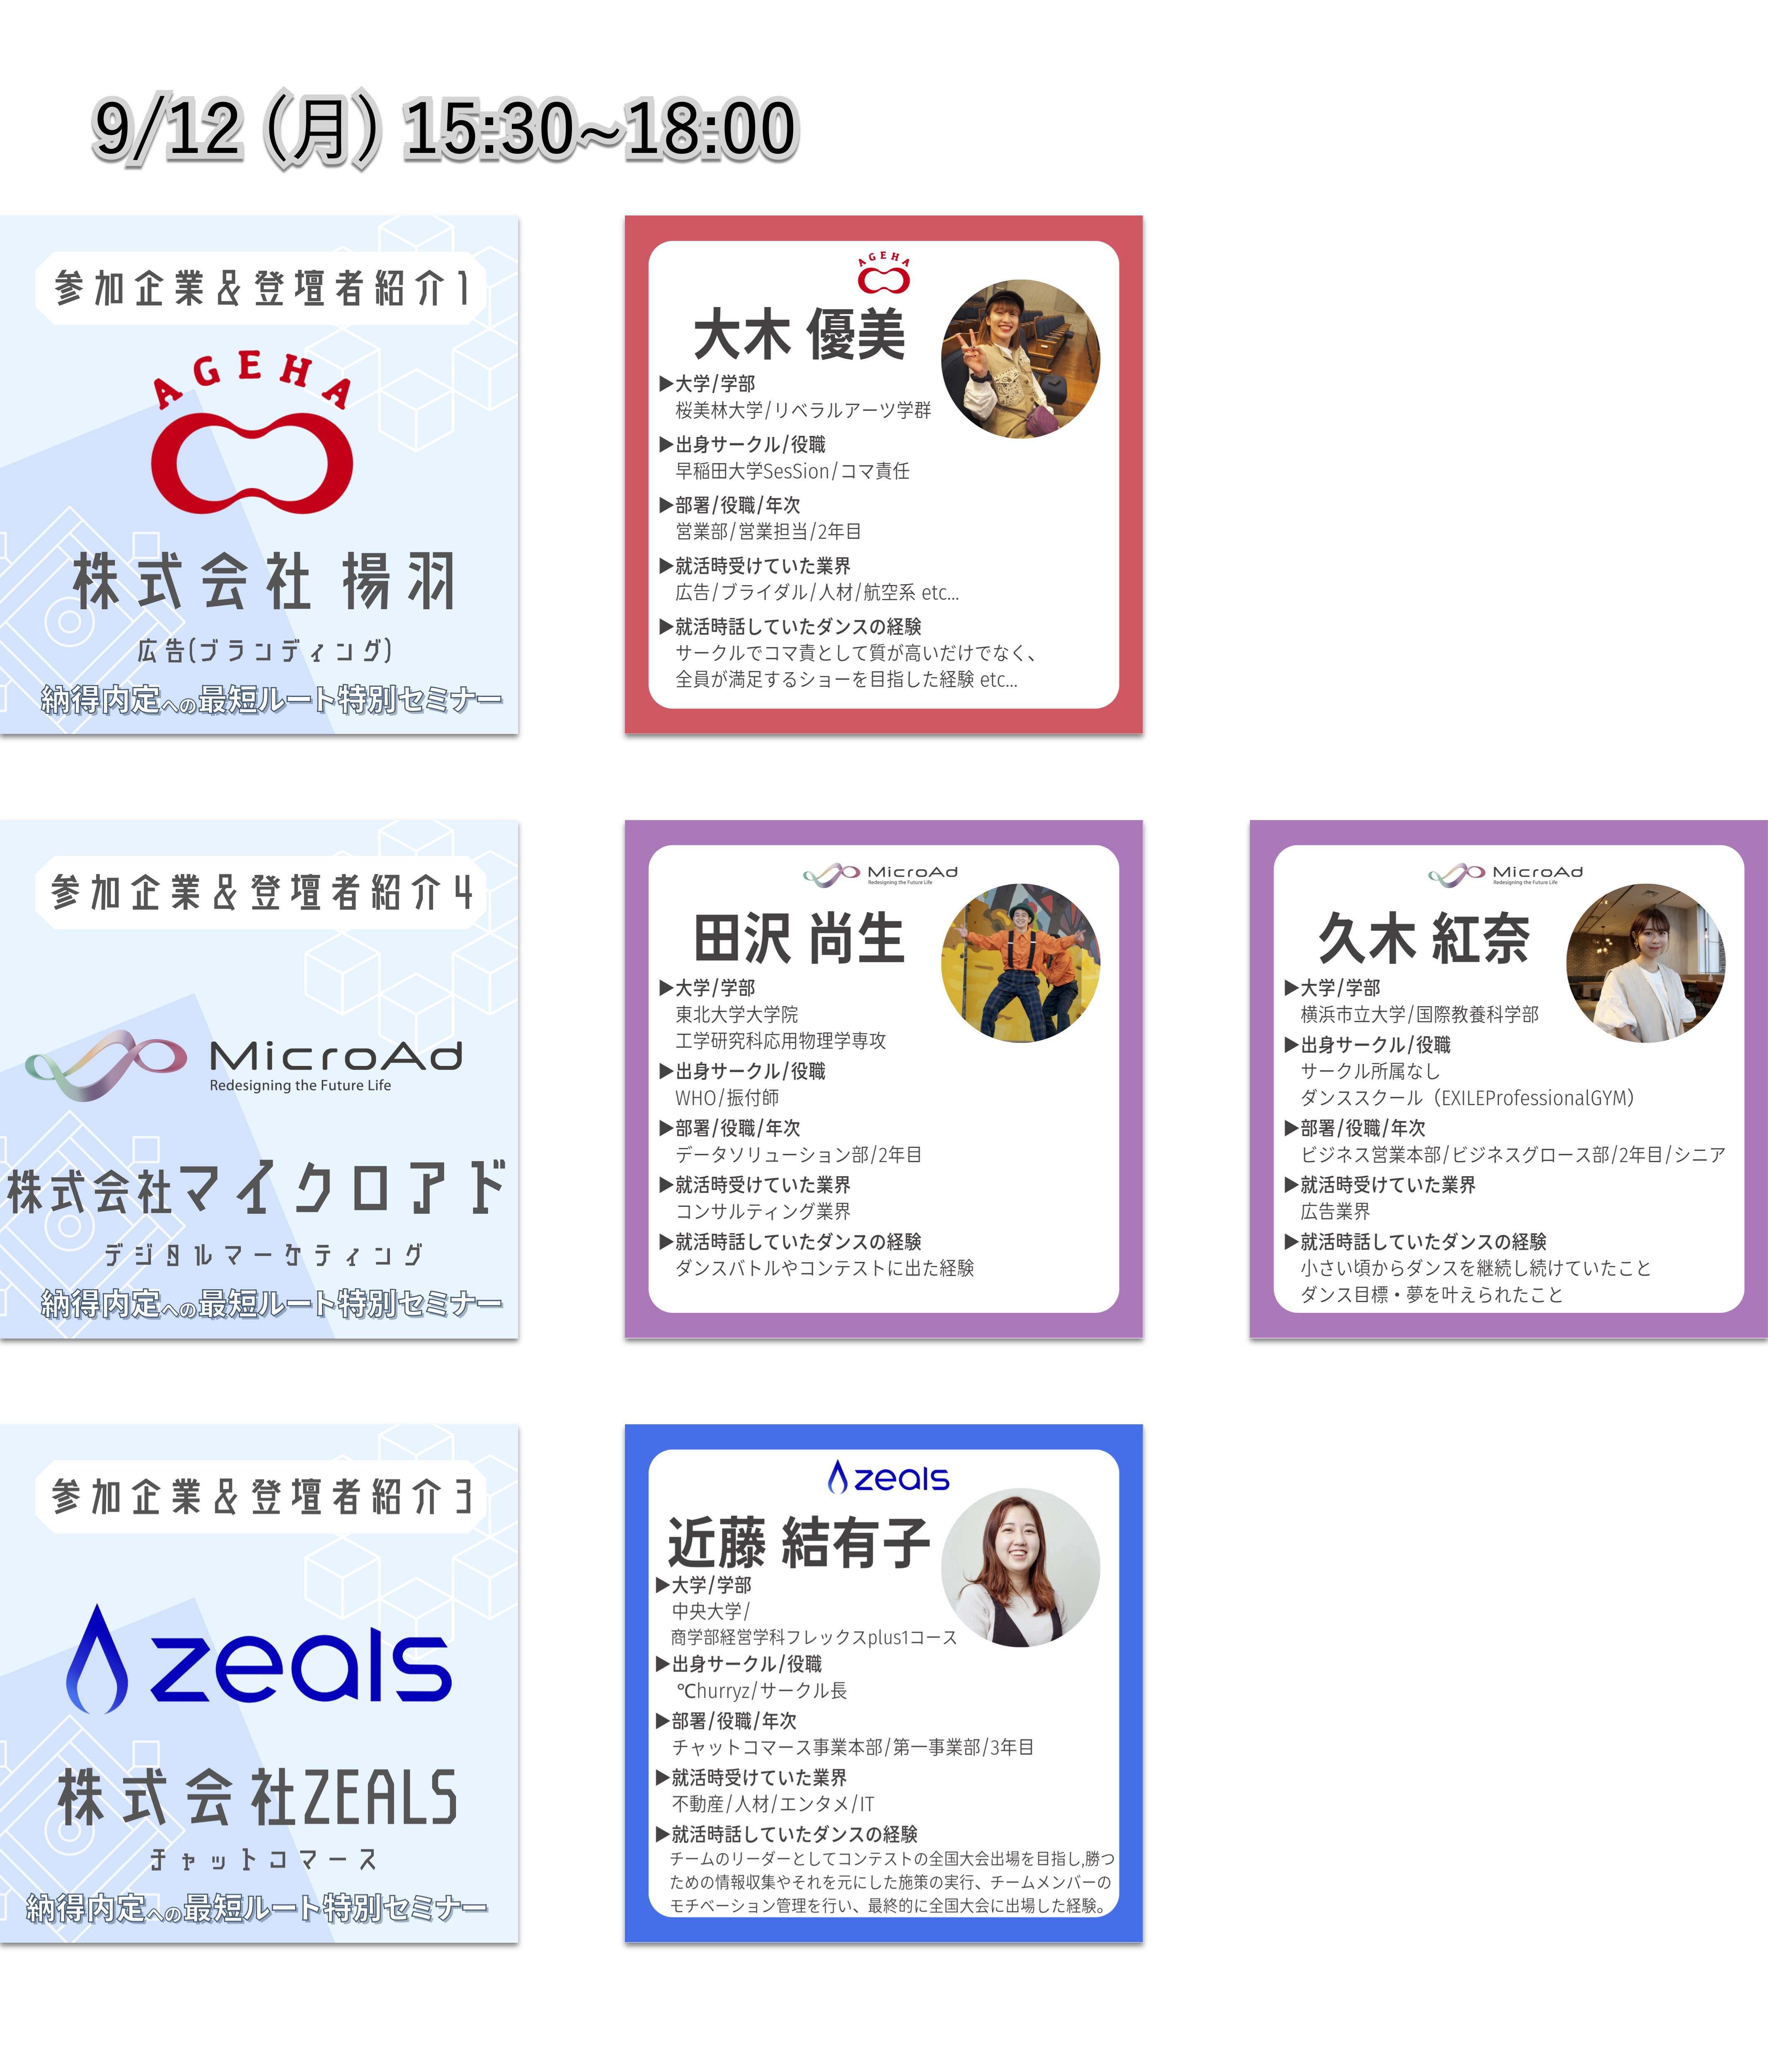 9/12（月）15:30~18:00
参加企業&登壇者紹介1
AGEHA
株式会社 揚羽
広告(ブランディング)
納得内定への最短ルート特別セミナー
AGEHA
大木 優美
▶大学/学部
桜美林大学/リベラルアーツ学群
▶出身サークル/役職
早稲田大学SesSion/コマ責任
▶部署/役職/年次
営業部/営業担当/2年目
▶就活時受けていた業界
広告/ブライダル/人材/航空系 etc...
▶就活時話していたダンスの経験
サークルでコマ責として質が高いだけでなく、
全員が満足するショーを目指した経験 etc...
参加企業&登壇者紹介4
MicroAd
Redesigning the Future Life
株式会社マイクロアド
デジタルマーケティング
納得内定への最短ルート特別セミナー
MicroAd
Redesigning the Future Life
田沢 尚生
▶大学/学部
東北大学大学院
工学研究科応用物理学専攻
▶出身サークル/役職
WHO/振付師
▶部署/役職/年次
データソリューション部/2年目
▶就活時受けていた業界
コンサルティング業界
▶就活時話していたダンスの経験
ダンスバトルやコンテストに出た経験
MicroAd
Redesigning the Future Life
久木 紅奈
▶大学/学部
横浜市立大学/国際教養科学部
▶出身サークル/役職
サークル所属なし
ダンススクール（EXILEProfessionalGYM）
▶部署/役職/年次
ビジネス営業本部/ビジネスグロース部/2年目/シニア
▶就活時受けていた業界
広告業界
▶就活時話していたダンスの経験
小さい頃からダンスを継続し続けていたこと
ダンス目標・夢を叶えられたこと
参加企業&登壇者紹介3
zeals
株式会社ZEALS
チャットコマース
納得内定への最短ルート特別セミナー
zeals
近藤 結有子
▶大学/学部
中央大学/
商学部経営学科フレックスplus1コース
▶出身サークル/役職
℃hurryz/サークル長
▶部署/役職/年次
チャットコマース事業本部/第一事業部/3年目
▶就活時受けていた業界
不動産/人材/エンタメ/IT
▶就活時話していたダンスの経験
チームのリーダーとしてコンテストの全国大会出場を目指し,勝つ
ための情報収集やそれを元にした施策の実行、チームメンバーの
モチベーション管理を行い、最終的に全国大会に出場した経験。